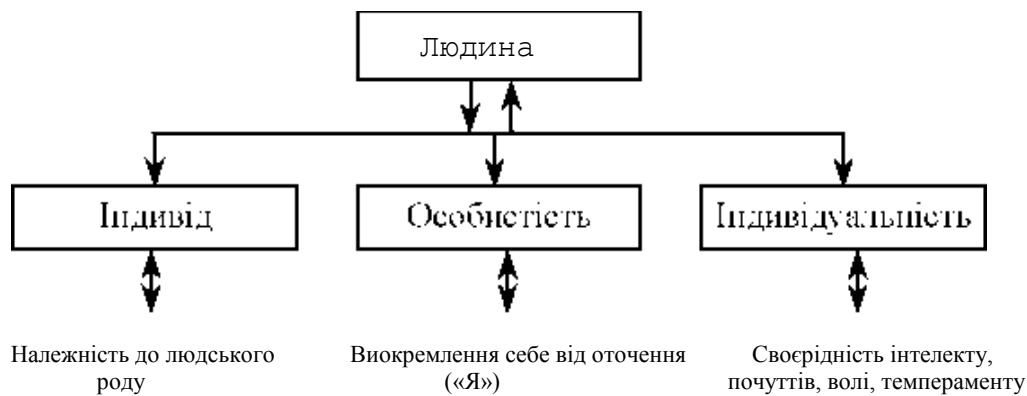 Людина
Індивід
Особистість
Індивідуальність
Належність до людського
роду
Виокремлення себе від оточення
(«Я»)
Своєрідність інтелекту,
почуттів, волі, темпераменту